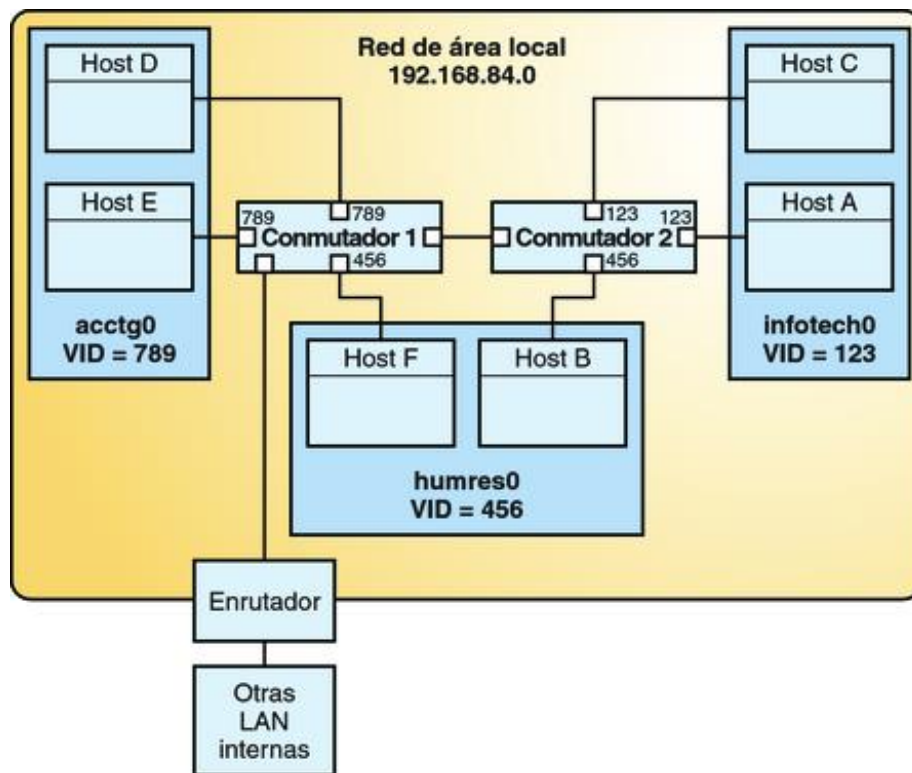 Red de área local
192.168.84.0
Host D
Host E
acctg0
VID = 789
Host C
Host A
infotech0
VID = 123
789
789
Conmutador 1
456
123
123
Conmutador 2
456
Host F
Host B
humres0
VID = 456
Enrutador
Otras
LAN
internas